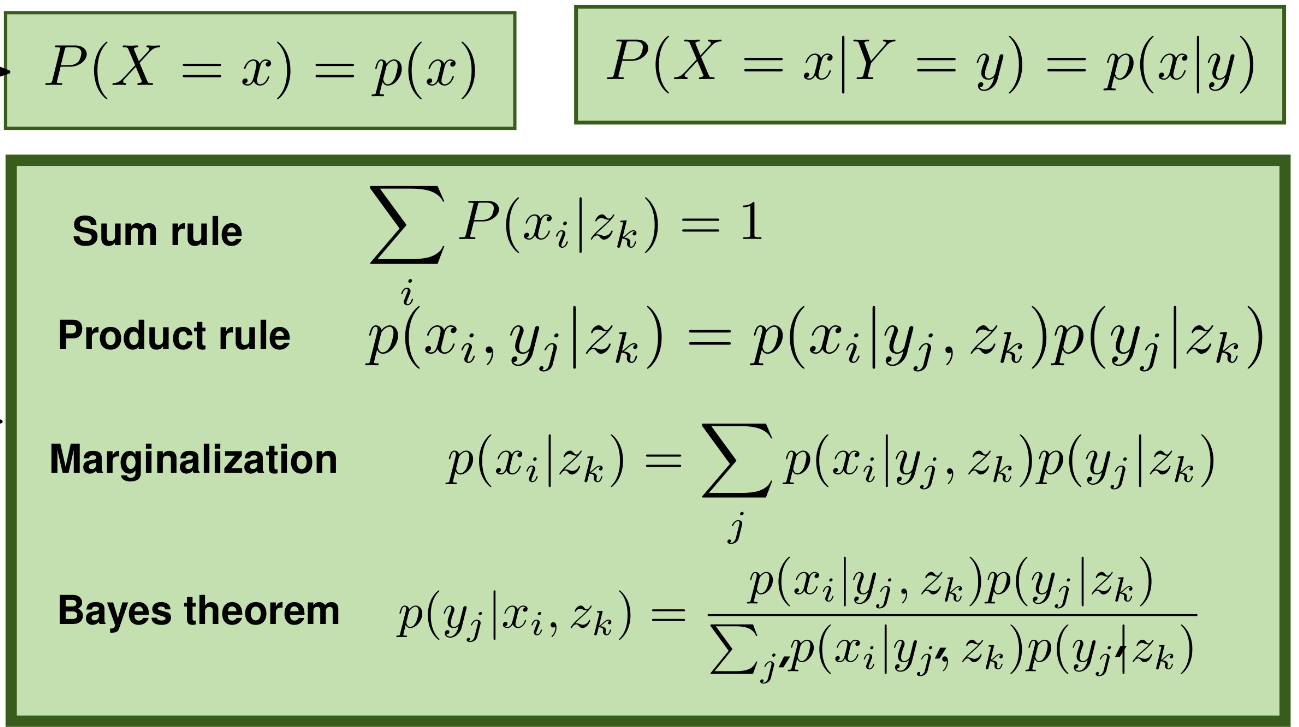 P(X = x) = p(x)
P(X = x|Y = y) = p(x|y)
Sum rule ∑_i P(x_i|z_k) = 1
Product rule p(x_i, y_j|z_k) = p(x_i|y_j, z_k)p(y_j|z_k)
Marginalization p(x_i|z_k) = ∑_j p(x_i|y_j, z_k)p(y_j|z_k)
Bayes theorem p(y_j|x_i, z_k) = p(x_i|y_j, z_k)p(y_j|z_k) / ∑_j' p(x_i|y_j', z_k)p(y_j'|z_k)